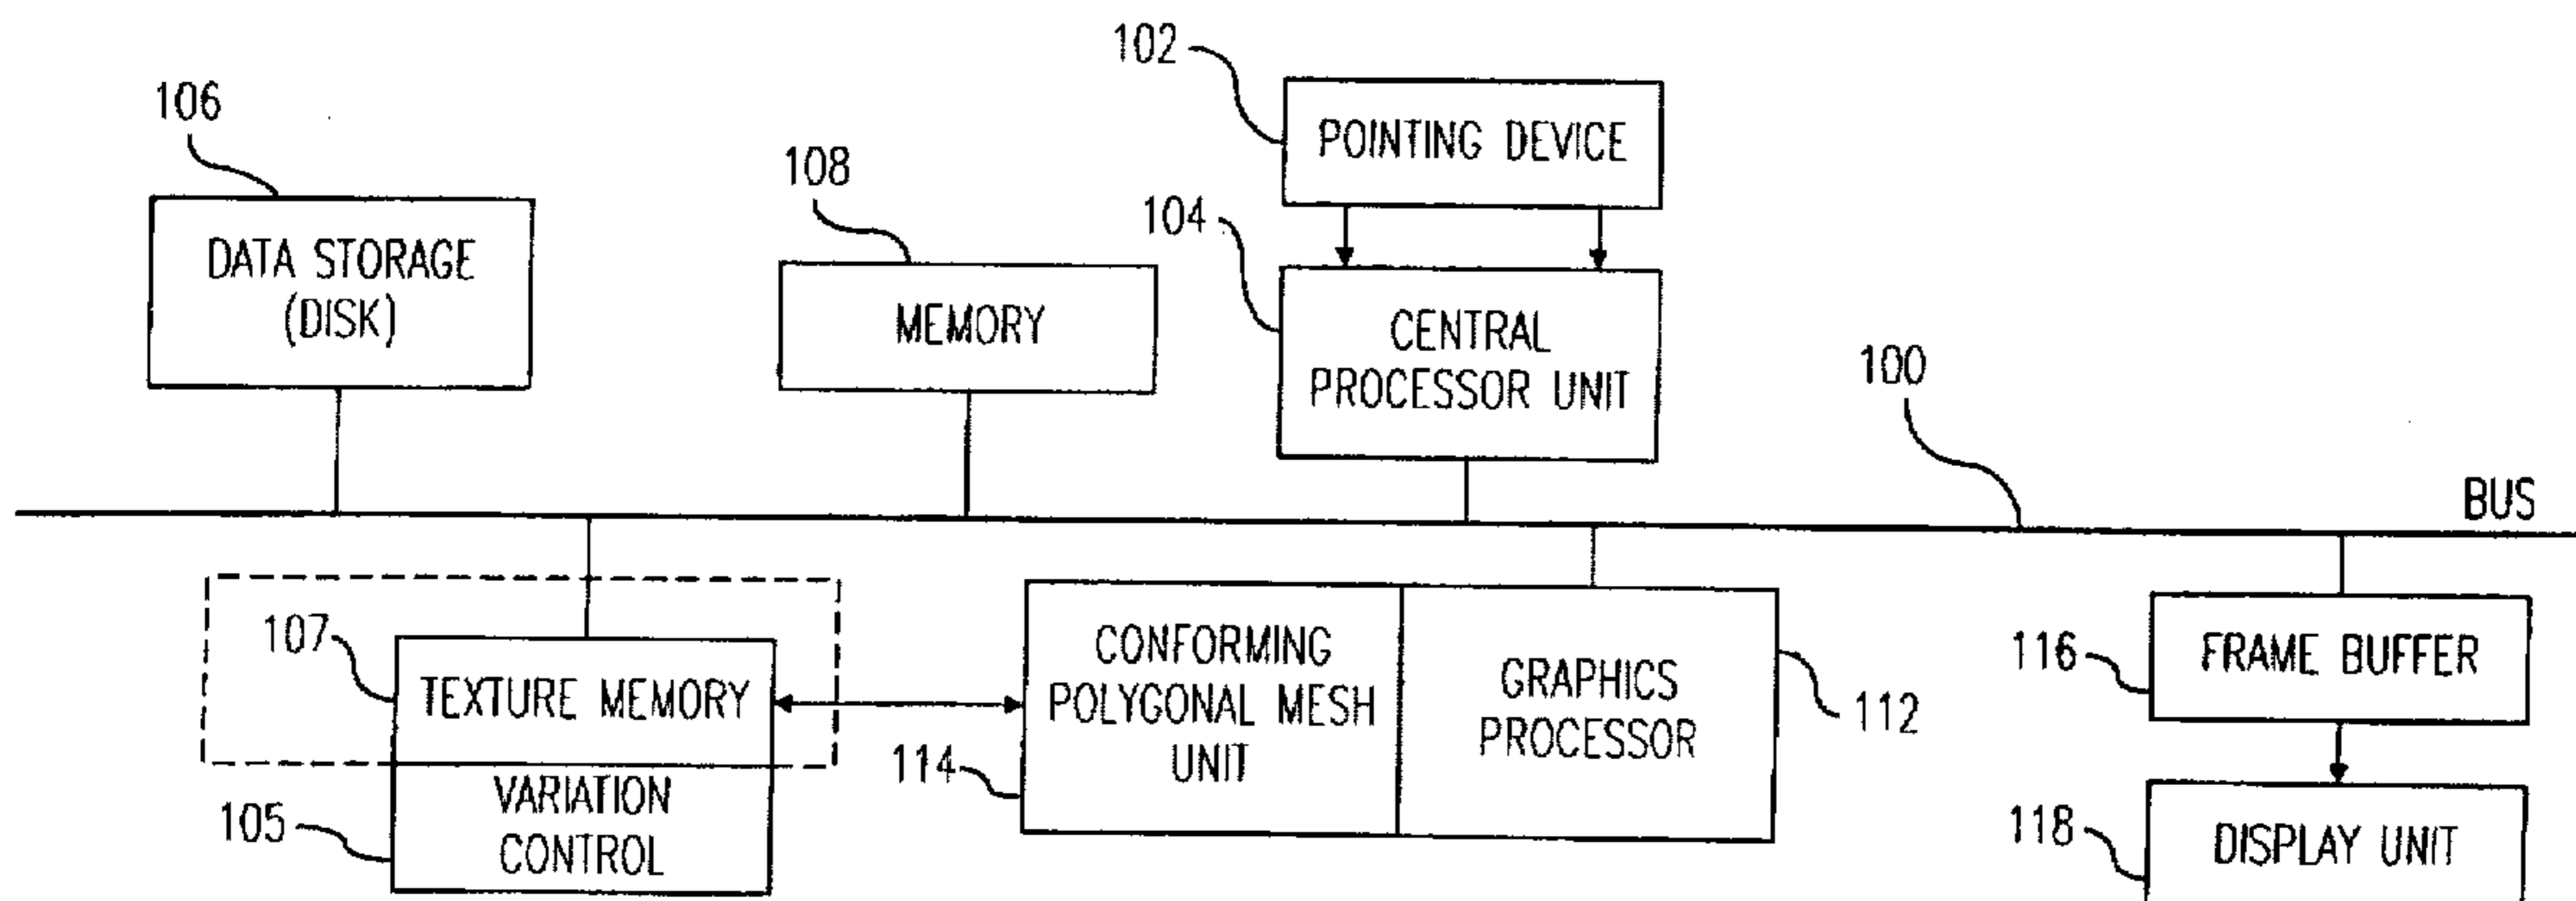 102
POINTING DEVICE
106
108
104
DATA STORAGE
(DISK)
MEMORY
CENTRAL
PROCESSOR UNIT
100
BUS
107
TEXTURE MEMORY
CONFORMING
POLYGONAL MESH
UNIT
114
GRAPHICS
PROCESSOR
112
116
FRAME BUFFER
105
VARIATION
CONTROL
118
DISPLAY UNIT